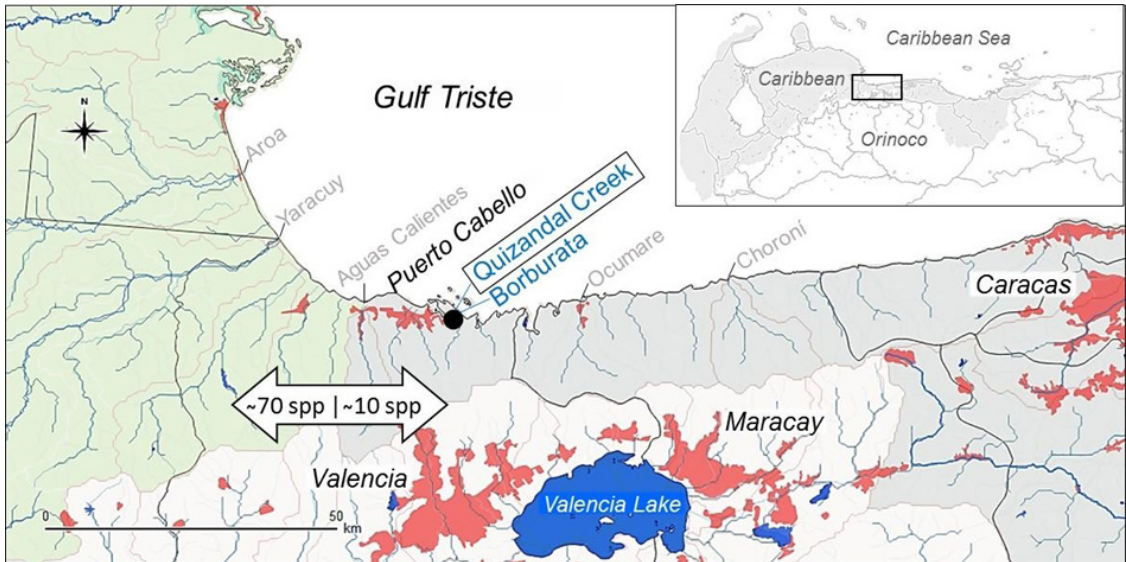 Gulf Triste
Caribbean Sea
Caribbean
Orinoco
N
Aroa
Yaracuy
Aguas Calientes
Puerto Cabello
Quizandal Creek
Borburata
Ocumare
Choroní
Caracas
~70 spp | ~10 spp
Maracay
Valencia
Valencia Lake
0
50
km